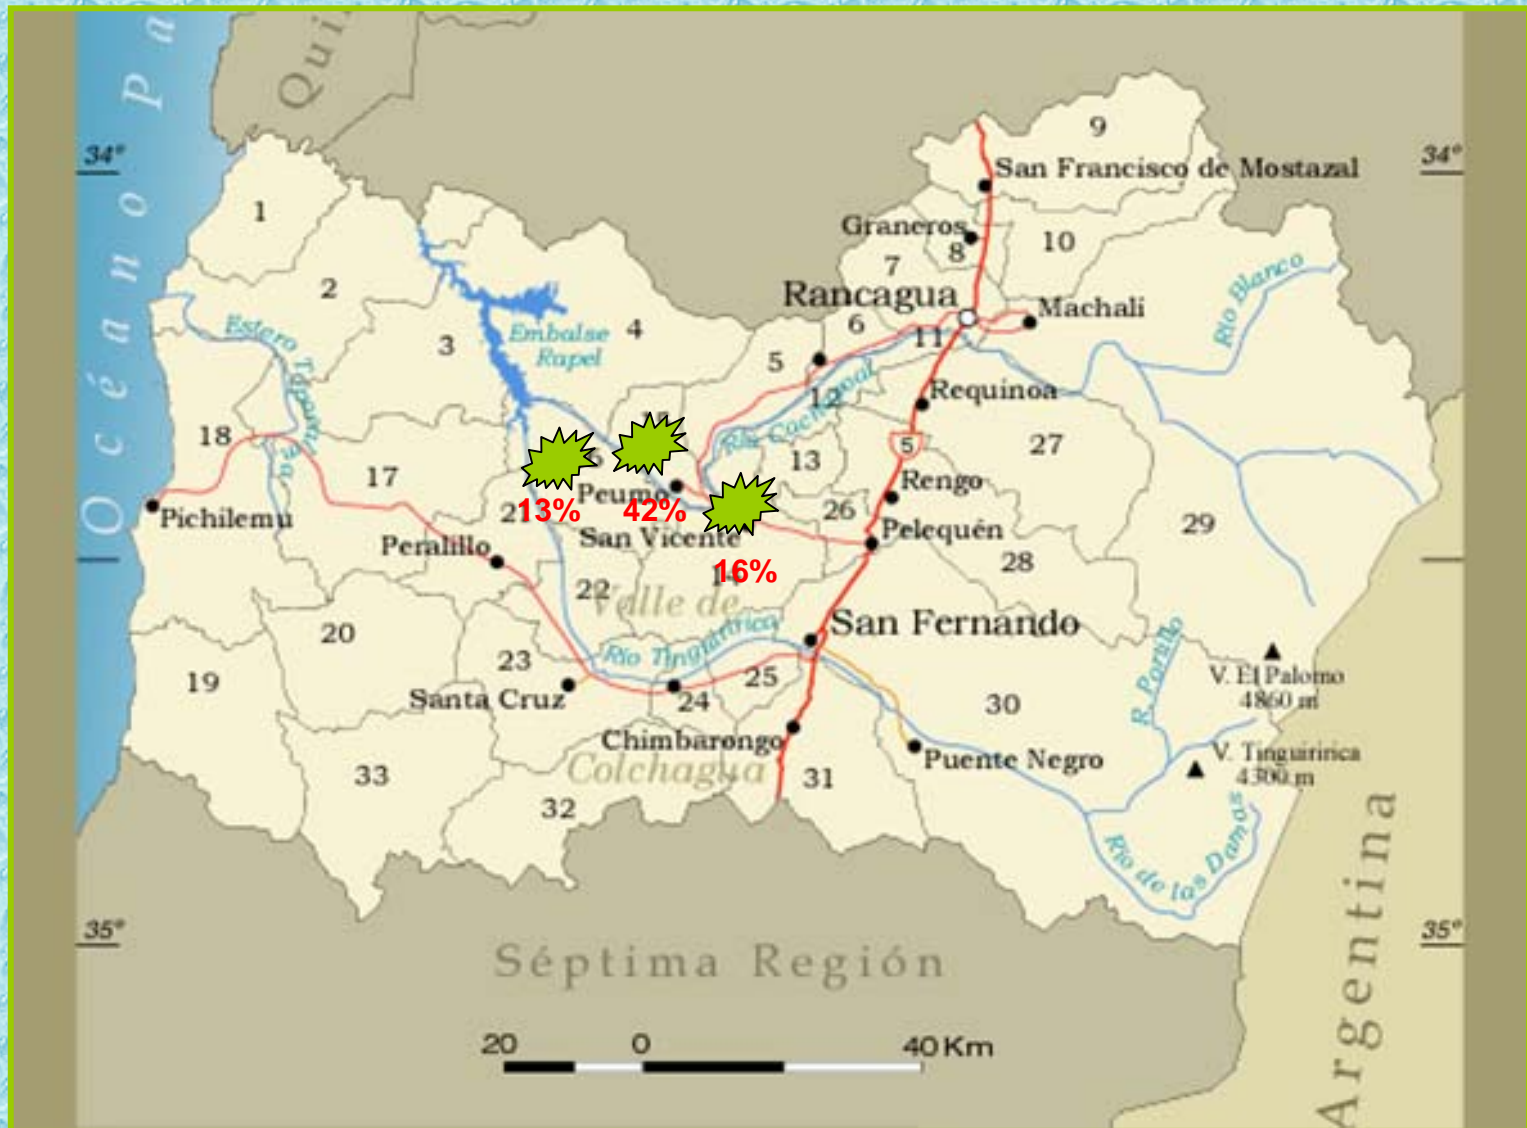 Océano Pa
Qui
34°
34°
9
San Francisco de Mostazal
1
Graneros
8
10
7
2
Rancagua
Machali
Río Blanco
Estero Topocalma
3
Embalse
Rapel
4
6
11
5
12
Requinoa
Río Cachapoal
18
5
27
17
13
Rengo
Peumo
13%
42%
26
Pichilemu
29
San Vicente
Pelequén
Peralillo
16%
28
22
Valle de
20
San Fernando
Río Tinguiririca
23
19
25
V. El Palomo
4860 m
R. Portillo
Santa Cruz
24
30
Chimbarongo
V. Tinguiririca
4300 m
Puente Negro
Colchagua
33
31
32
Río de las Damas
35°
35°
Séptima Región
Argentina
20
0
40 Km